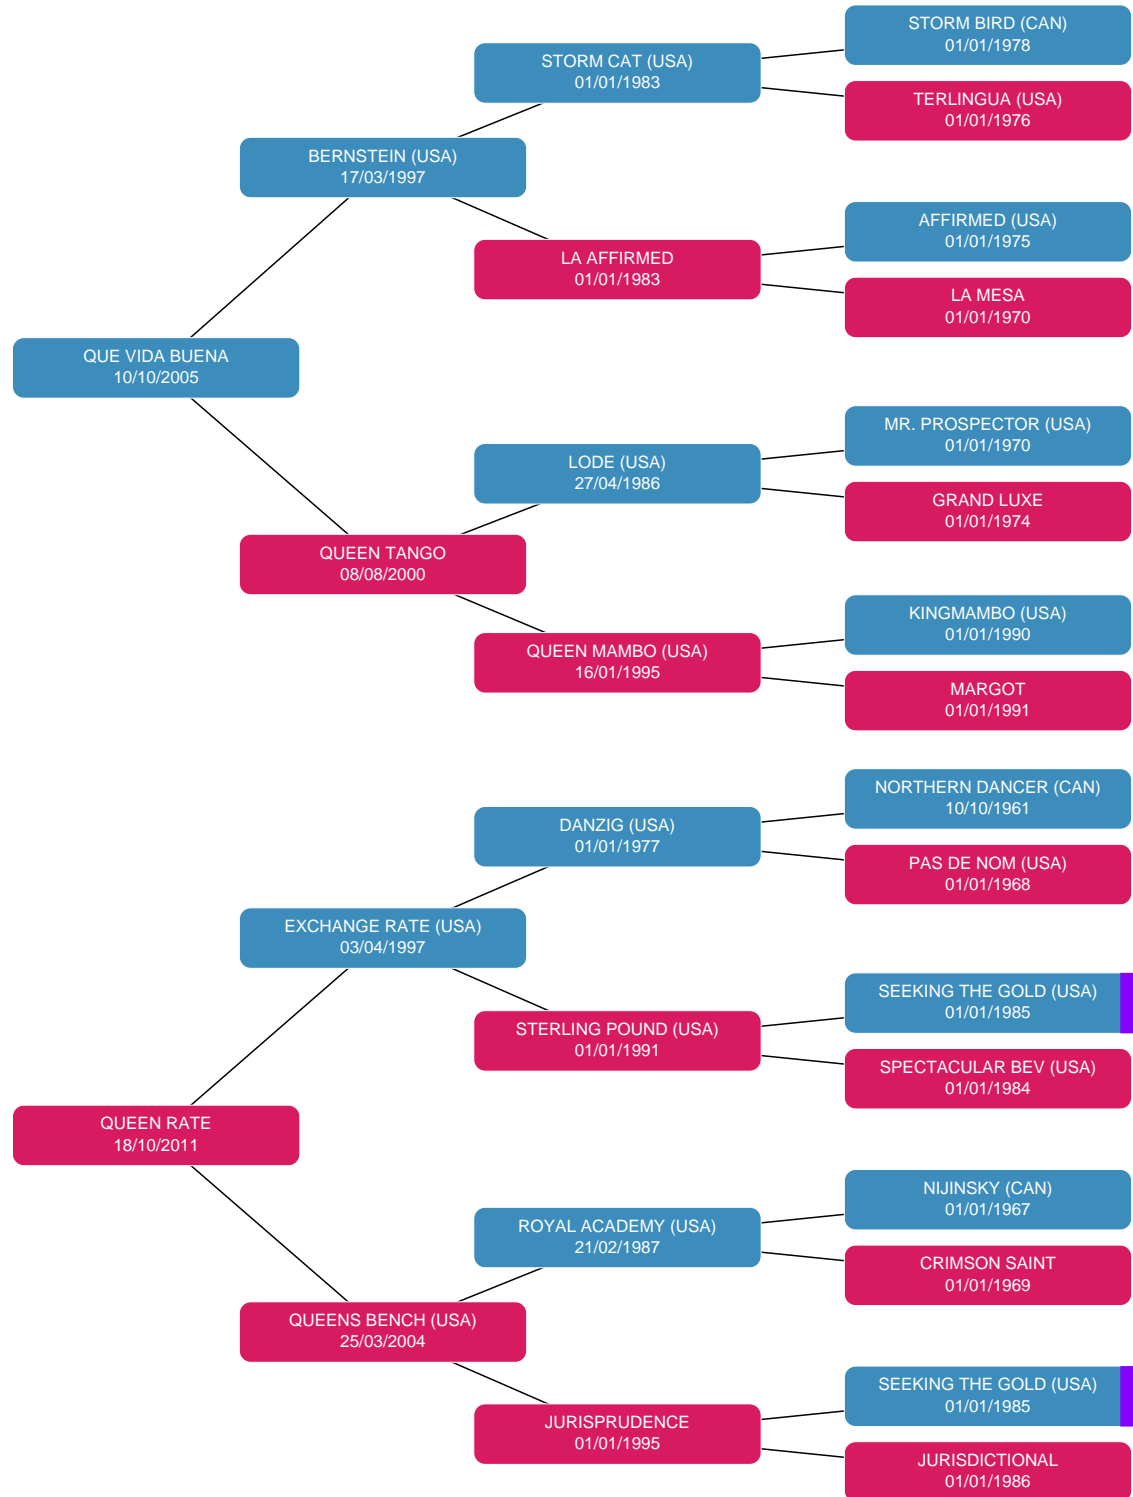 STORM BIRD (CAN)
01/01/1978
STORM CAT (USA)
01/01/1983
TERLINGUA (USA)
01/01/1976
BERNSTEIN (USA)
17/03/1997
AFFIRMED (USA)
01/01/1975
LA AFFIRMED
01/01/1983
LA MESA
01/01/1970
QUE VIDA BUENA
10/10/2005
MR. PROSPECTOR (USA)
01/01/1970
LODE (USA)
27/04/1986
GRAND LUXE
01/01/1974
QUEEN TANGO
08/08/2000
KINGMAMBO (USA)
01/01/1990
QUEEN MAMBO (USA)
16/01/1995
MARGOT
01/01/1991
NORTHERN DANCER (CAN)
10/10/1961
DANZIG (USA)
01/01/1977
PAS DE NOM (USA)
01/01/1968
EXCHANGE RATE (USA)
03/04/1997
SEEKING THE GOLD (USA)
01/01/1985
STERLING POUND (USA)
01/01/1991
SPECTACULAR BEV (USA)
01/01/1984
QUEEN RATE
18/10/2011
NIJINSKY (CAN)
01/01/1967
ROYAL ACADEMY (USA)
21/02/1987
CRIMSON SAINT
01/01/1969
QUEENS BENCH (USA)
25/03/2004
SEEKING THE GOLD (USA)
01/01/1985
JURISPRUDENCE
01/01/1995
JURISDICTIONAL
01/01/1986